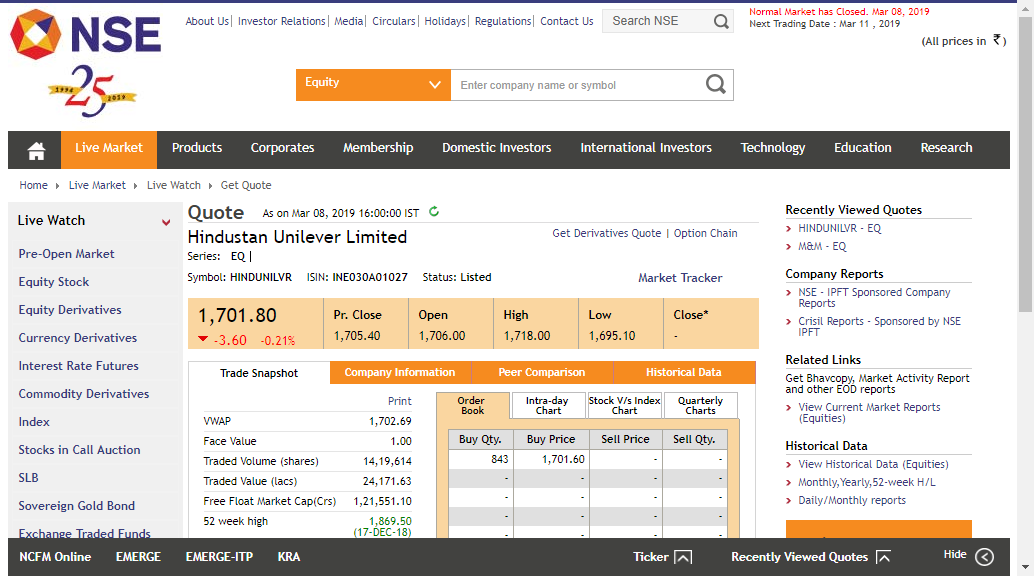 NSE
1994 25 2019
About Us | Investor Relations | Media | Circulars | Holidays | Regulations | Contact Us
Search NSE
Normal Market has Closed. Mar 08, 2019
Next Trading Date : Mar 11 , 2019
(All prices in ₹ )
Equity
Enter company name or symbol
Live Market Products Corporates Membership Domestic Investors International Investors Technology Education Research
Home Live Market Live Watch Get Quote
Live Watch
Pre-Open Market
Equity Stock
Equity Derivatives
Currency Derivatives
Interest Rate Futures
Commodity Derivatives
Index
Stocks in Call Auction
SLB
Sovereign Gold Bond
Exchange Traded Funds
Quote As on Mar 08, 2019 16:00:00 IST
Hindustan Unilever Limited
Get Derivatives Quote | Option Chain
Series: EQ |
Symbol: HINDUNILVR ISIN: INE030A01027 Status: Listed
Market Tracker
1,701.80 Pr. Close Open High Low Close*
-3.60 -0.21% 1,705.40 1,706.00 1,718.00 1,695.10 -
Trade Snapshot Company Information Peer Comparison Historical Data
Print
VWAP 1,702.69
Face Value 1.00
Traded Volume (shares) 14,19,614
Traded Value (lacs) 24,171.63
Free Float Market Cap(Crs) 1,21,551.10
52 week high 1,869.50
(17-DEC-18)
Order
Book
Intra-day
Chart
Stock V/s Index
Chart
Quarterly
Charts
Buy Qty. Buy Price Sell Price Sell Qty.
843 1,701.60 - -
- - - -
- - - -
- - - -
- - - -
Recently Viewed Quotes
HINDUNILVR - EQ
M&M - EQ
Company Reports
NSE - IPFT Sponsored Company
Reports
Crisil Reports - Sponsored by NSE
IPFT
Related Links
Get Bhavcopy, Market Activity Report
and other EOD reports
View Current Market Reports
(Equities)
Historical Data
View Historical Data (Equities)
Monthly,Yearly,52-week H/L
Daily/Monthly reports
NCFM Online EMERGE EMERGE-ITP KRA Ticker Recently Viewed Quotes Hide